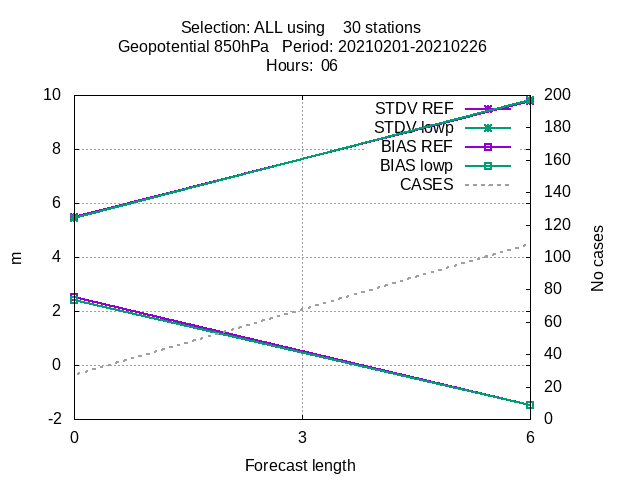 Selection: ALL using    30 stations
Geopotential 850hPa   Period: 20210201-20210226
Hours:  06
STDV REF
STDV lowp
BIAS REF
BIAS lowp
CASES
10
8
6
4
2
0
-2
m
200
180
160
140
120
100
80
60
40
20
0
No cases
0
3
6
Forecast length